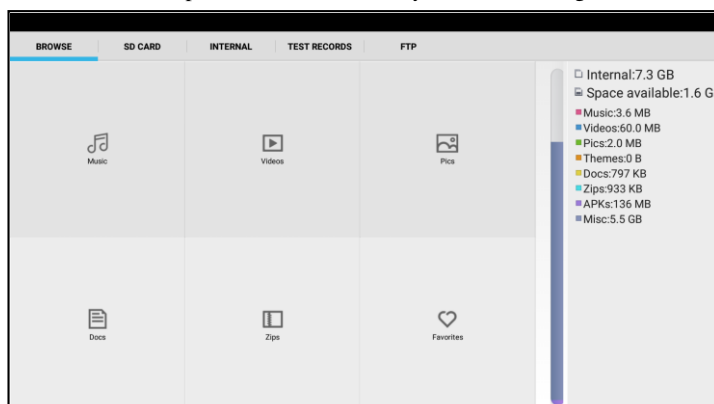 BROWSE SD CARD INTERNAL TEST RECORDS FTP
Music Videos Pics
Docs Zips Favorites
Internal:7.3 GB
Space available:1.6 G
Music:3.6 MB
Videos:60.0 MB
Pics:2.0 MB
Themes:0 B
Docs:797 KB
Zips:933 KB
APKs:136 MB
Misc:5.5 GB